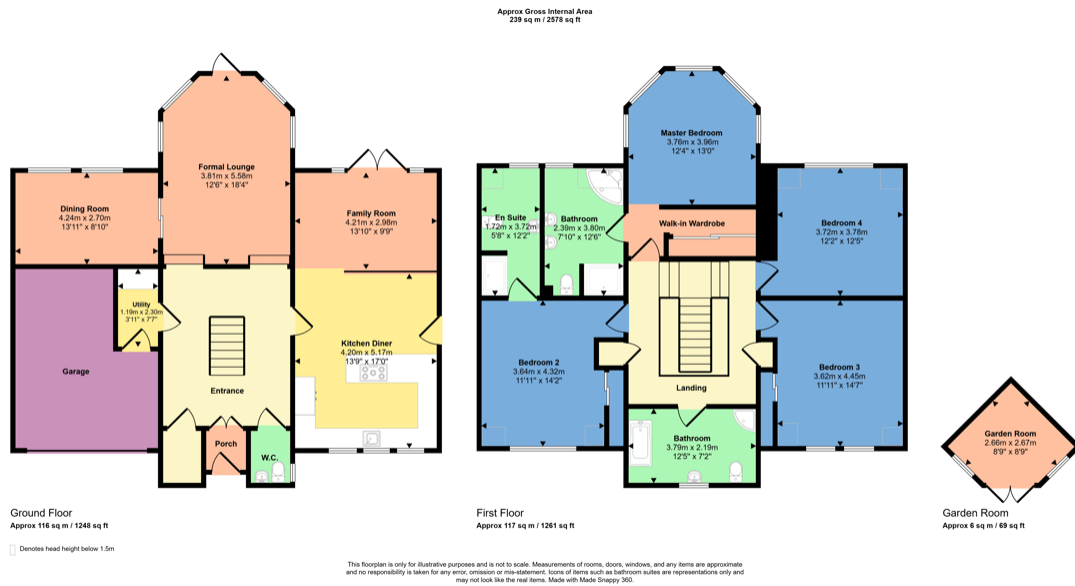 Approx Gross Internal Area
239 sq m / 2578 sq ft
Formal Lounge
3.81m x 5.58m
12'6" x 18'4"
Dining Room
4.24m x 2.70m
13'11" x 8'10"
Family Room
4.21m x 2.98m
13'10" x 9'9"
Utility
1.19m x 2.30m
3'11" x 7'7"
Garage
Kitchen Diner
4.20m x 5.17m
13'9" x 17'0"
Entrance
Porch
W.C.
Ground Floor
Approx 116 sq m / 1248 sq ft
Denotes head height below 1.5m
Master Bedroom
3.76m x 3.96m
12'4" x 13'0"
En Suite
1.72m x 3.72m
5'8" x 12'2"
Bathroom
2.39m x 3.80m
7'10" x 12'6"
Walk-in Wardrobe
Bedroom 4
3.72m x 3.78m
12'2" x 12'5"
Bedroom 2
3.64m x 4.32m
11'11" x 14'2"
Landing
Bedroom 3
3.62m x 4.45m
11'11" x 14'7"
Bathroom
3.79m x 2.19m
12'5" x 7'2"
First Floor
Approx 117 sq m / 1261 sq ft
Garden Room
2.66m x 2.67m
8'9" x 8'9"
Garden Room
Approx 6 sq m / 69 sq ft
This floorplan is only for illustrative purposes and is not to scale. Measurements of rooms, doors, windows, and any items are approximate
and no responsibility is taken for any error, omission or mis-statement. Icons of items such as bathroom suites are representations only and
may not look like the real items. Made with Made Snappy 360.